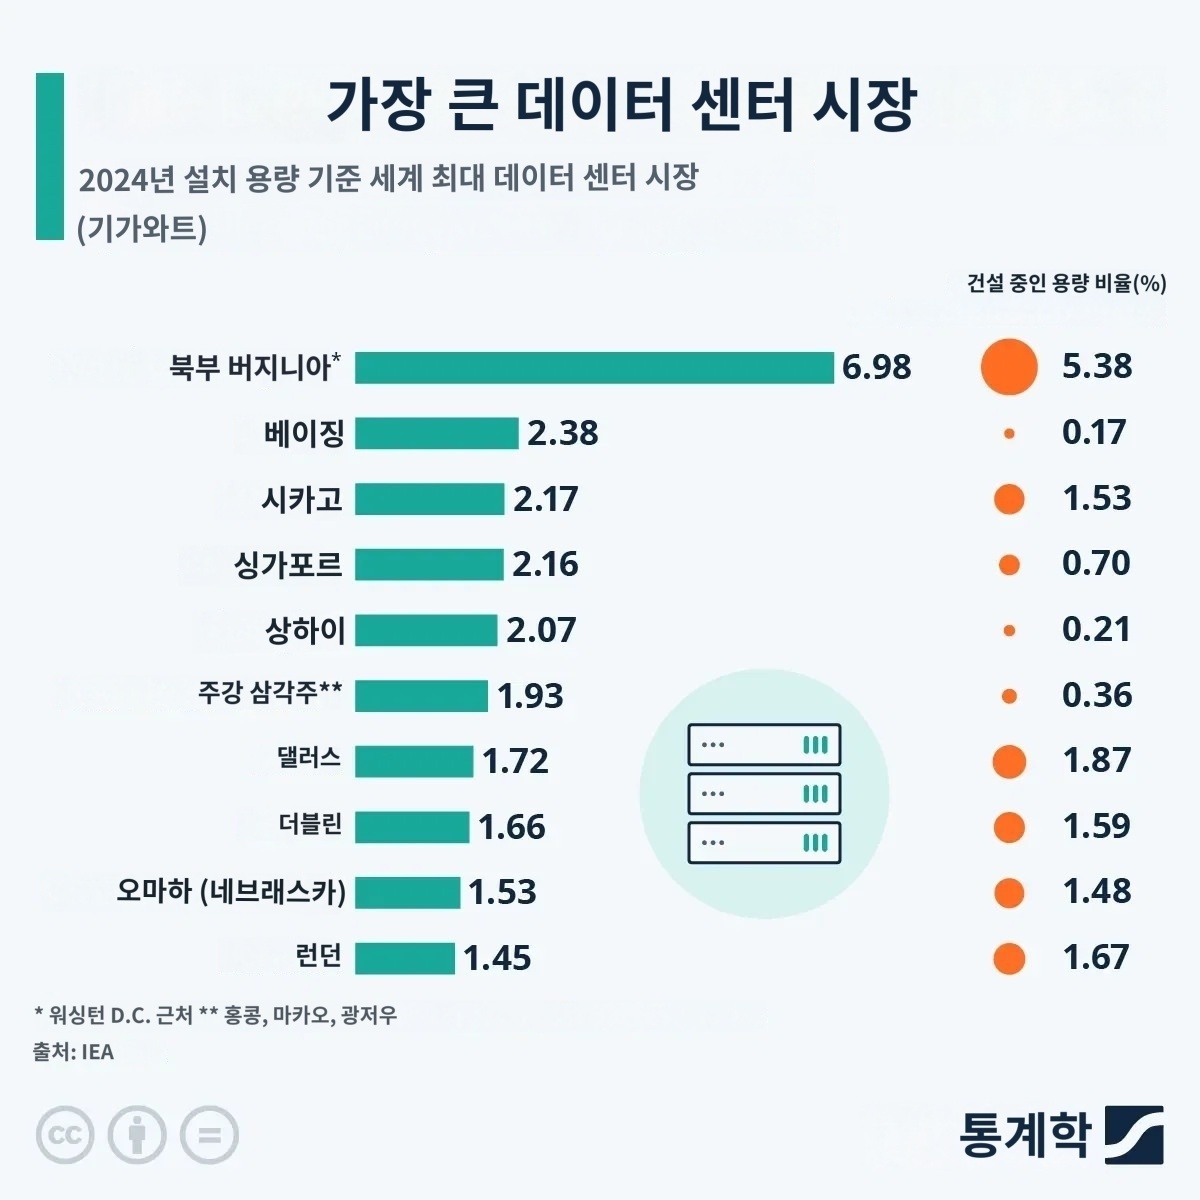 가장 큰 데이터 센터 시장
2024년 설치 용량 기준 세계 최대 데이터 센터 시장
(기가와트)
건설 중인 용량 비율(%)
북부 버지니아* 6.98 5.38
베이징 2.38 0.17
시카고 2.17 1.53
싱가포르 2.16 0.70
상하이 2.07 0.21
주강 삼각주** 1.93 0.36
댈러스 1.72 1.87
더블린 1.66 1.59
오마하 (네브래스카) 1.53 1.48
런던 1.45 1.67
* 워싱턴 D.C. 근처 ** 홍콩, 마카오, 광저우
출처: IEA
cc
통계학